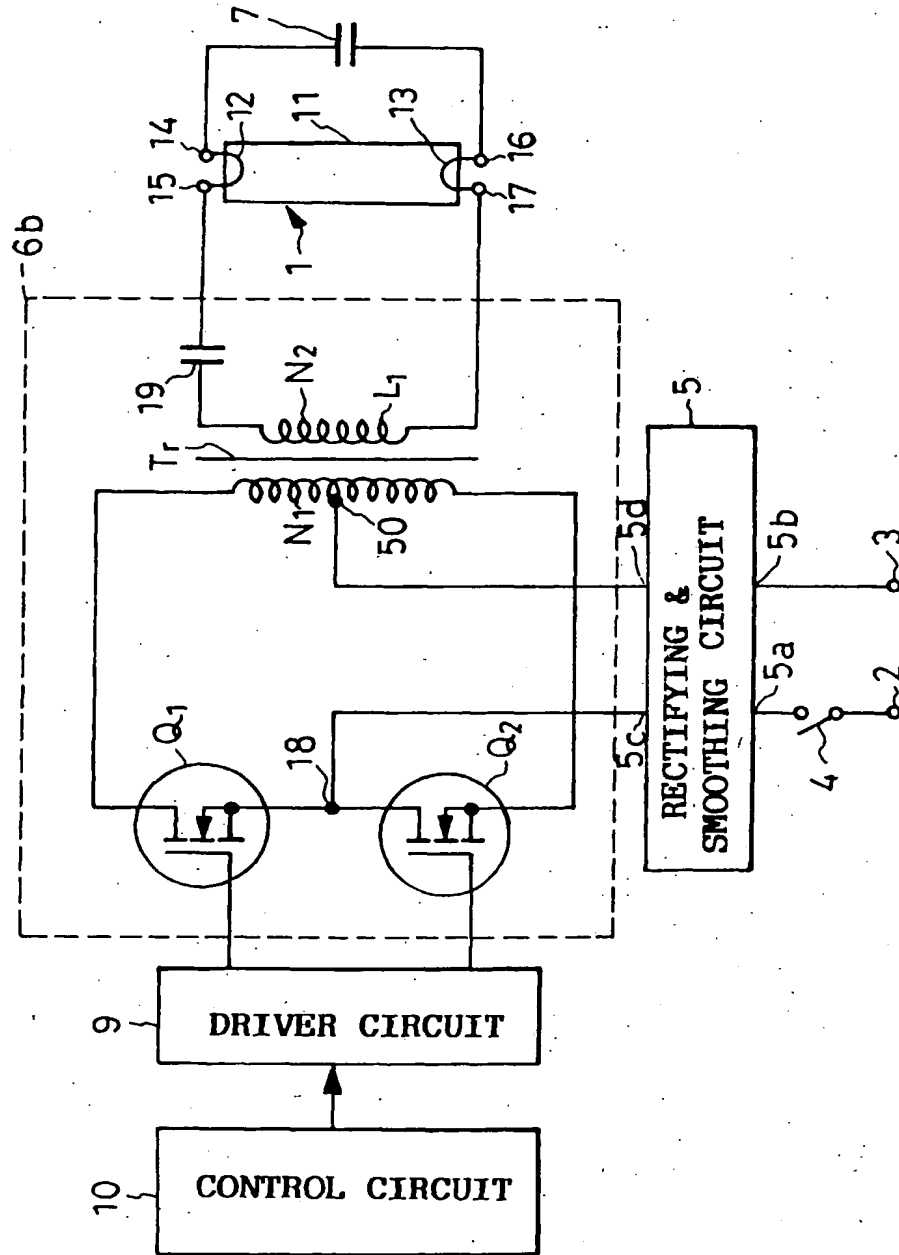 6b
7
14
12
11
13
16
15
17
1
19
N2
L1
Tr
N1
50
Q1
18
Q2
5d
5c
5
RECTIFYING &
SMOOTHING CIRCUIT
5a
5b
4
2
3
9
DRIVER CIRCUIT
10
CONTROL CIRCUIT